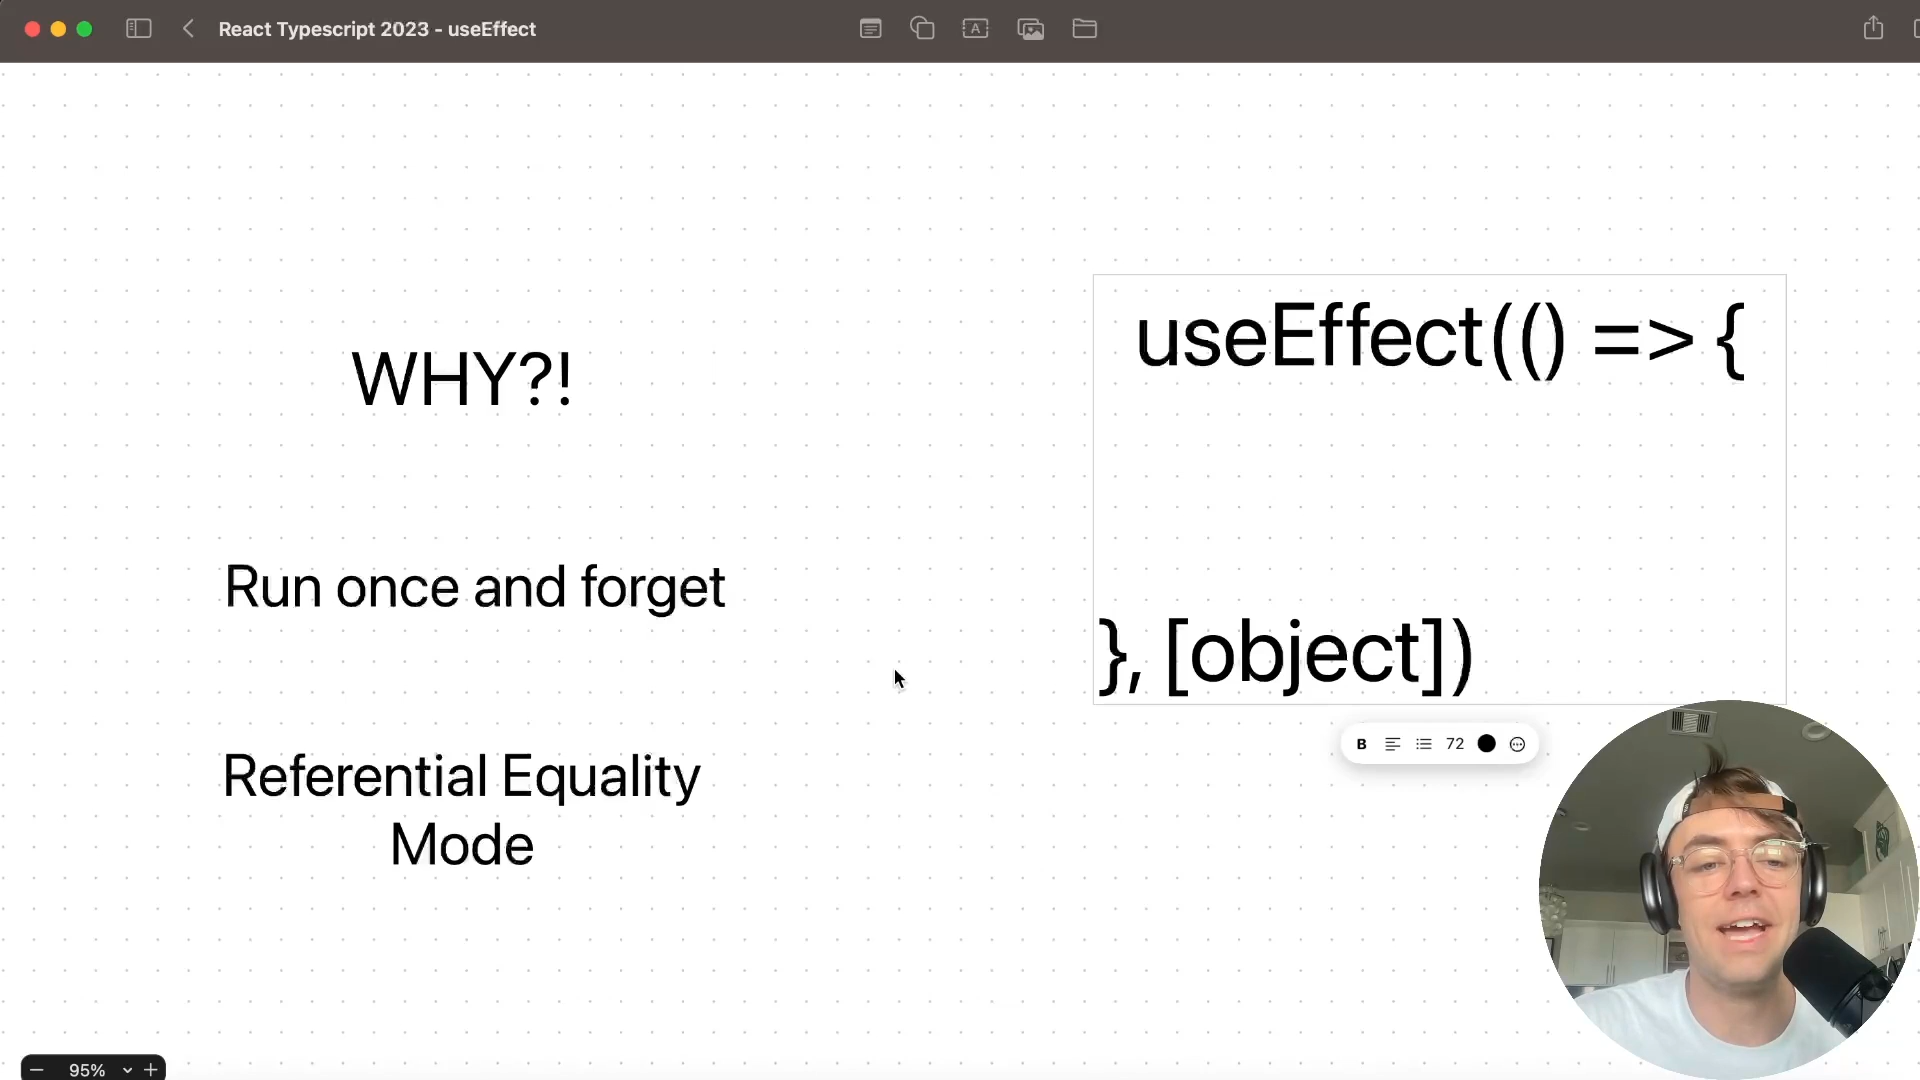 React Typescript 2023 - useEffect
A
WHY?!
Run once and forget
Referential Equality
Mode
useEffect(() => {
}, [object])
B
72
95%